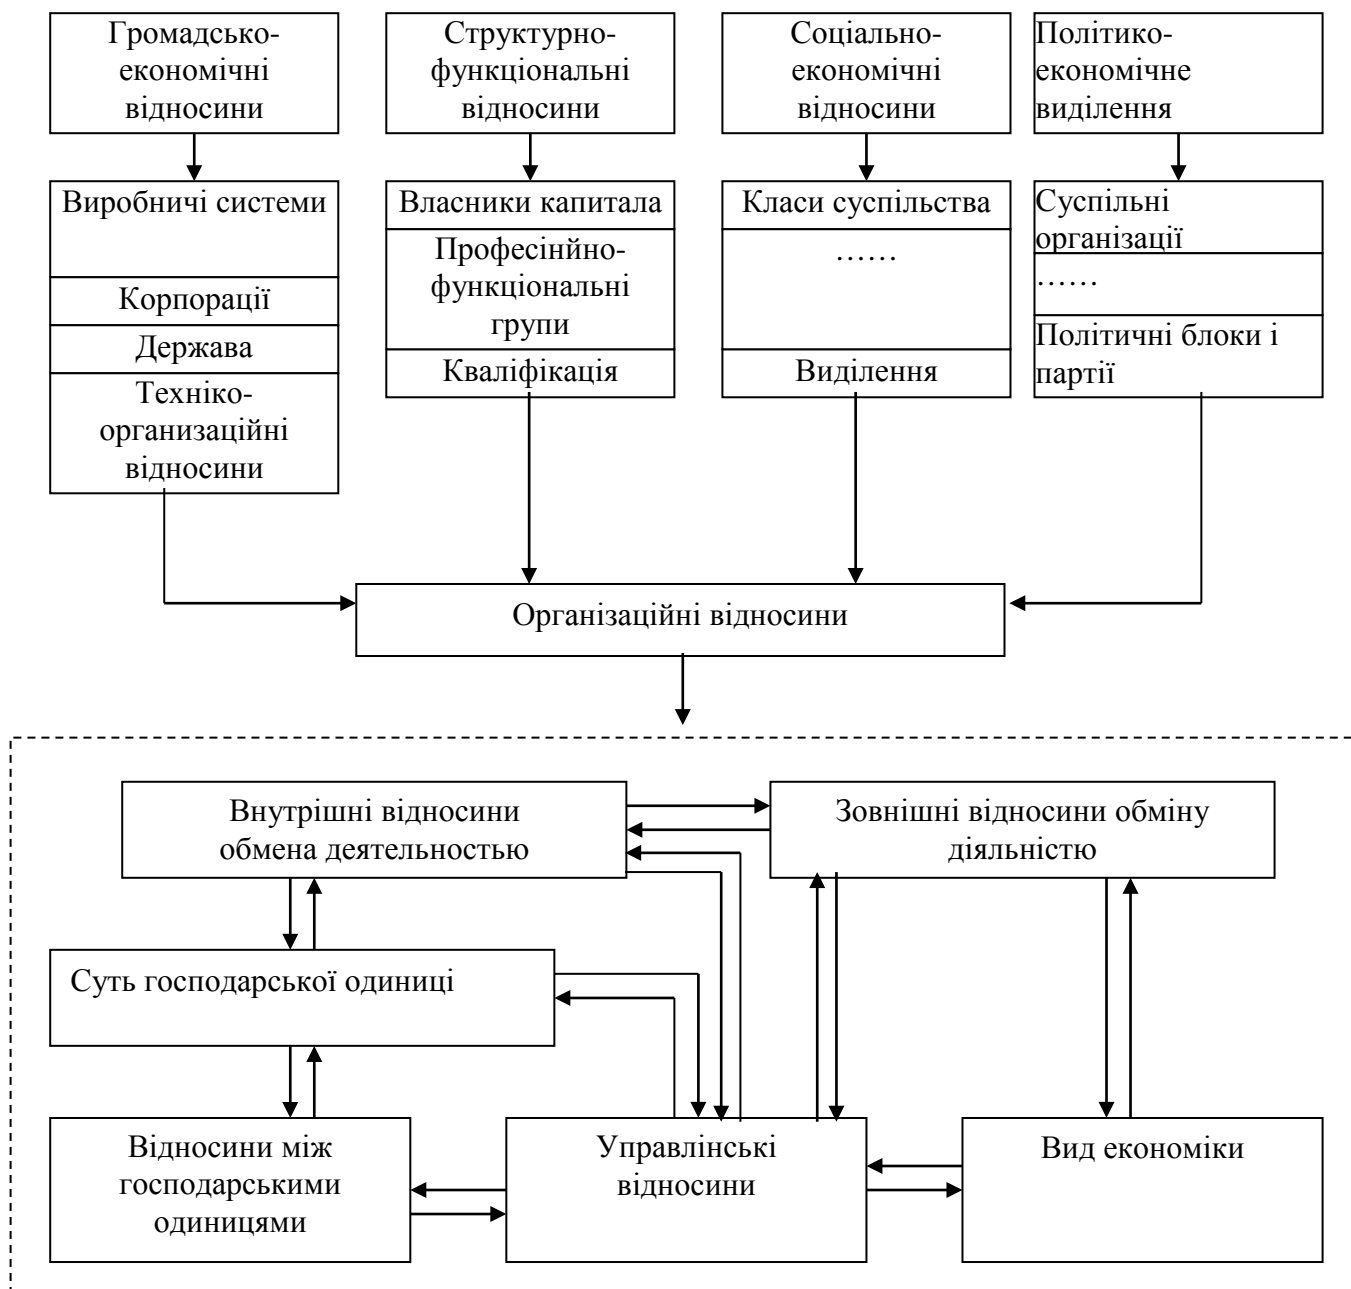 Громадсько-
економічні
відносини
Структурно-
функціональні
відносини
Соціально-
економічні
відносини
Політико-
економічне
виділення
Виробничі системи
Корпорації
Держава
Техніко-
организаційні
відносини
Власники капитала
Професінйно-
функціональні
групи
Кваліфікація
Класи суспільства
……
Виділення
Суспільні
організації
……
Політичні блоки і
партії
Організаційні відносини
Внутрішні відносини
обмена деятельностью
Зовнішні відносини обміну
діяльністю
Суть господарської одиниці
Відносини між
господарськими
одиницями
Управлінські
відносини
Вид економіки